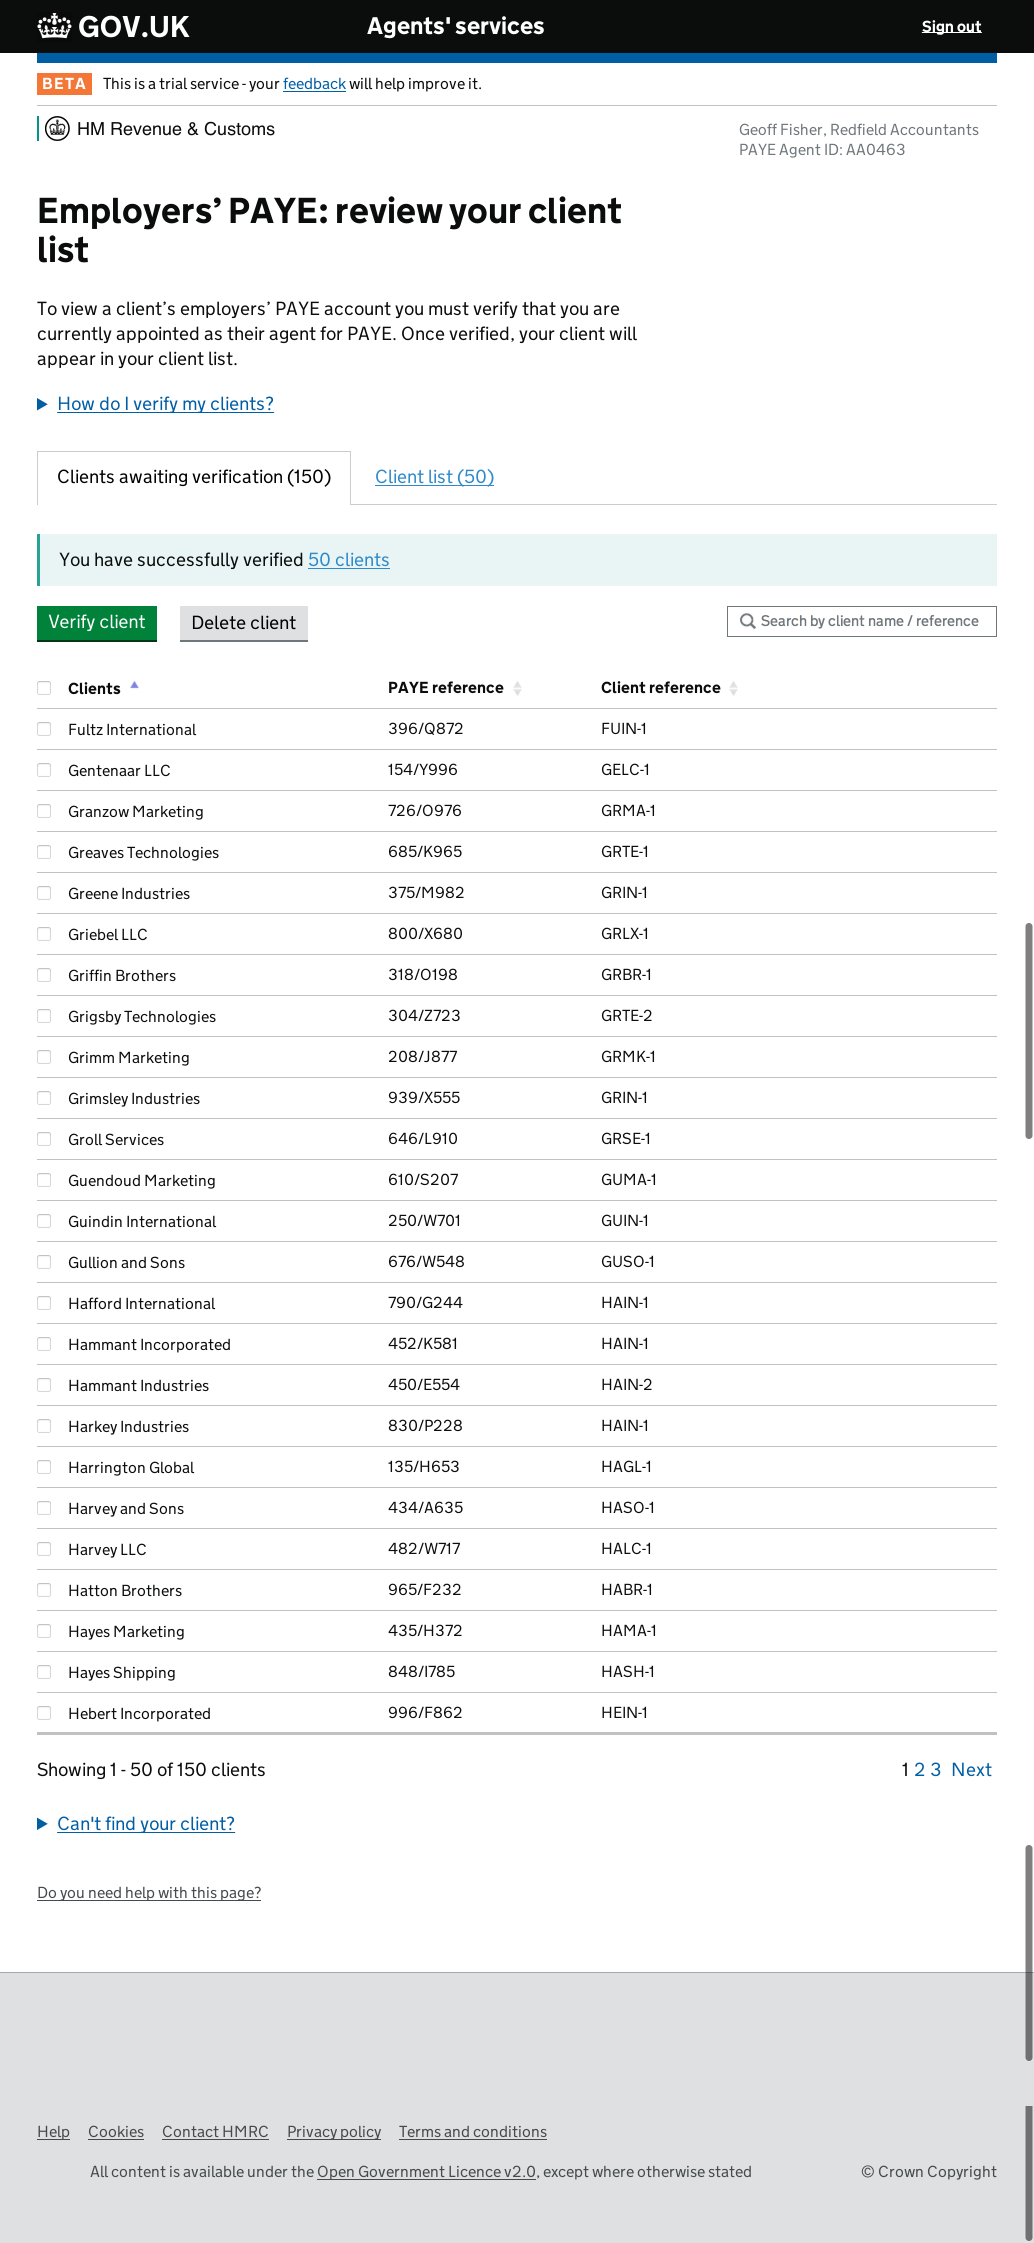 GOV.UK Agents' services Sign out
BETA This is a trial service - your feedback will help improve it.
HM Revenue & Customs
Geoff Fisher, Redfield Accountants
PAYE Agent ID: AA0463
Employers’ PAYE: review your client
list
To view a client’s employers’ PAYE account you must verify that you are
currently appointed as their agent for PAYE. Once verified, your client will
appear in your client list.
How do I verify my clients?
Clients awaiting verification (150) Client list (50)
You have successfully verified 50 clients
Verify client Delete client Search by client name / reference
Clients PAYE reference Client reference
Fultz International 396/Q872 FUIN-1
Gentenaar LLC 154/Y996 GELC-1
Granzow Marketing 726/O976 GRMA-1
Greaves Technologies 685/K965 GRTE-1
Greene Industries 375/M982 GRIN-1
Griebel LLC 800/X680 GRLX-1
Griffin Brothers 318/O198 GRBR-1
Grigsby Technologies 304/Z723 GRTE-2
Grimm Marketing 208/J877 GRMK-1
Grimsley Industries 939/X555 GRIN-1
Groll Services 646/L910 GRSE-1
Guendoud Marketing 610/S207 GUMA-1
Guindin International 250/W701 GUIN-1
Gullion and Sons 676/W548 GUSO-1
Hafford International 790/G244 HAIN-1
Hammant Incorporated 452/K581 HAIN-1
Hammant Industries 450/E554 HAIN-2
Harkey Industries 830/P228 HAIN-1
Harrington Global 135/H653 HAGL-1
Harvey and Sons 434/A635 HASO-1
Harvey LLC 482/W717 HALC-1
Hatton Brothers 965/F232 HABR-1
Hayes Marketing 435/H372 HAMA-1
Hayes Shipping 848/I785 HASH-1
Hebert Incorporated 996/F862 HEIN-1
Showing 1 - 50 of 150 clients 1 2 3 Next
Can't find your client?
Do you need help with this page?
Help Cookies Contact HMRC Privacy policy Terms and conditions
All content is available under the Open Government Licence v2.0, except where otherwise stated © Crown Copyright